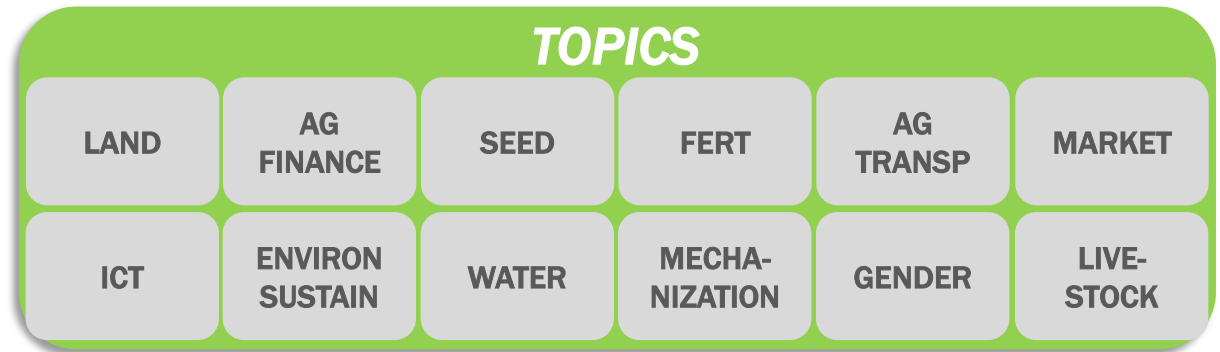 TOPICS
LAND
AG
FINANCE
SEED
FERT
AG
TRANSP
MARKET
ICT
ENVIRON
SUSTAIN
WATER
MECHA-
NIZATION
GENDER
LIVE-
STOCK